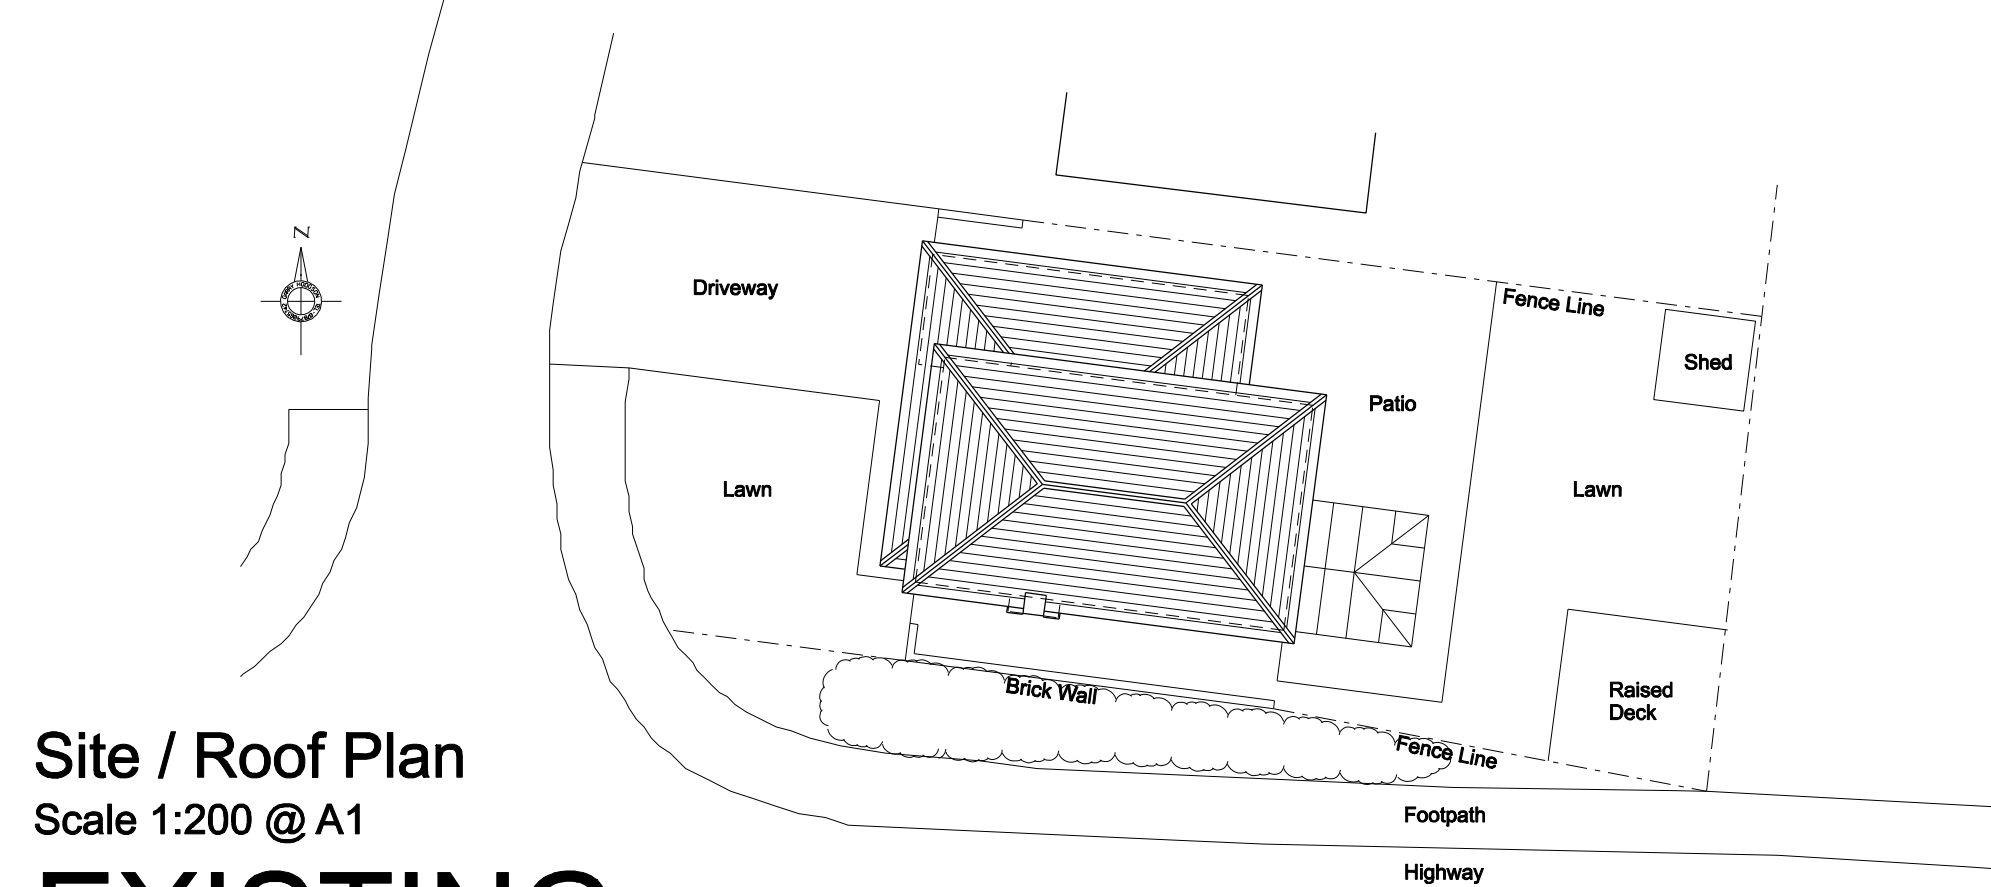 N
Driveway
Fence Line
Shed
Patio
Lawn
Lawn
Brick Wall
Raised
Deck
Fence Line
Site / Roof Plan
Scale 1:200 @ A1
Footpath
Highway
EXISTING